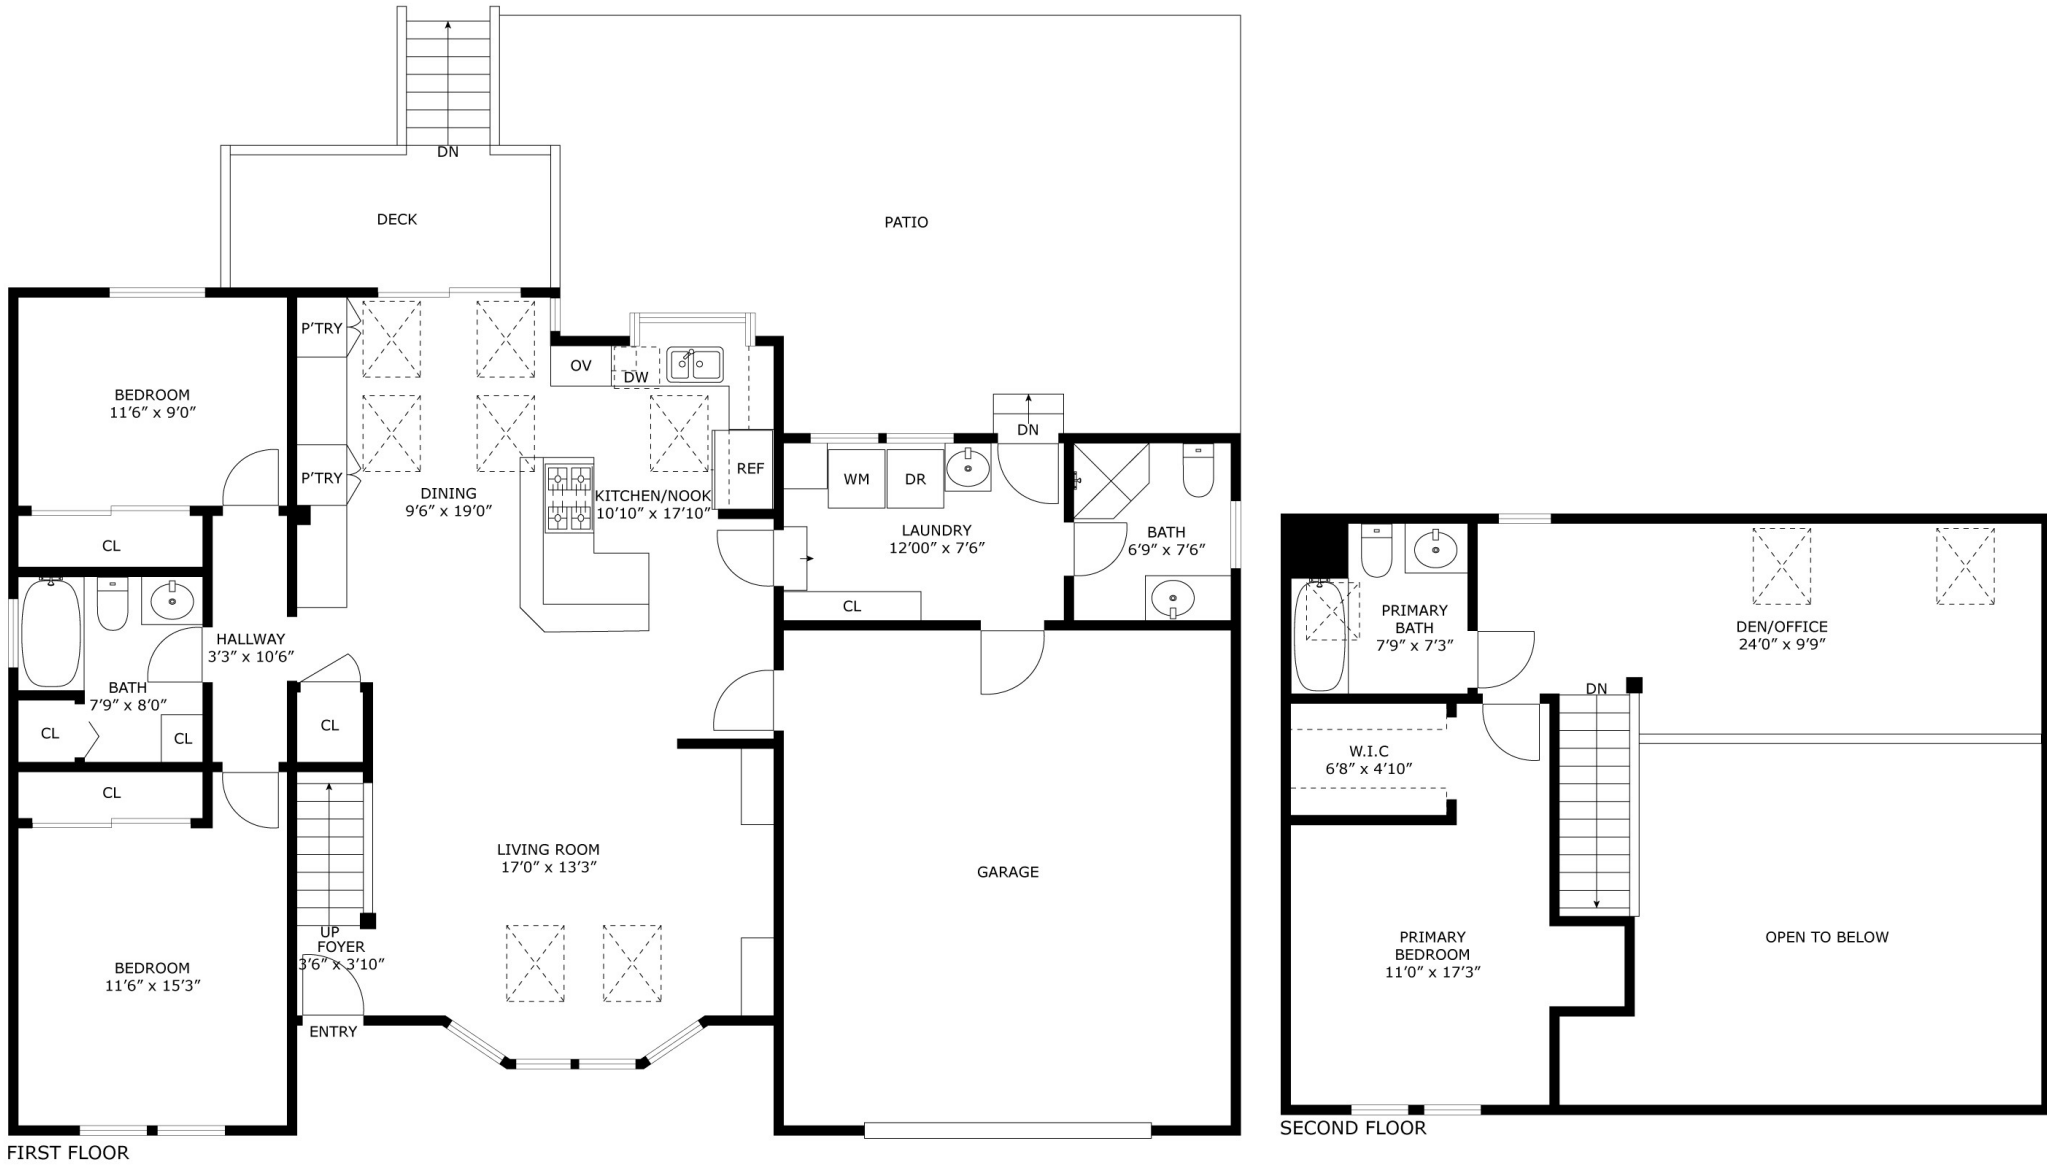 DN
DECK
PATIO
P'TRY
OV
DW
BEDROOM
11'6" x 9'0"
DN
P'TRY
REF
WM
DR
DINING
9'6" x 19'0"
KITCHEN/NOOK
10'10" x 17'10"
LAUNDRY
12'00" x 7'6"
BATH
6'9" x 7'6"
CL
CL
HALLWAY
3'3" x 10'6"
BATH
7'9" x 8'0"
CL
CL
CL
CL
LIVING ROOM
17'0" x 13'3"
GARAGE
UP
FOYER
3'6" x 3'10"
BEDROOM
11'6" x 15'3"
ENTRY
FIRST FLOOR
PRIMARY
BATH
7'9" x 7'3"
DEN/OFFICE
24'0" x 9'9"
DN
W.I.C
6'8" x 4'10"
PRIMARY
BEDROOM
11'0" x 17'3"
OPEN TO BELOW
SECOND FLOOR